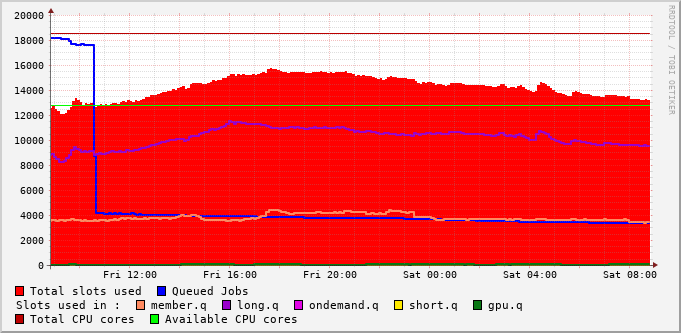 RRDTOOL / TOBI OETIKER
20000
18000
16000
14000
12000
10000
8000
6000
4000
2000
0
Fri 12:00 Fri 16:00 Fri 20:00 Sat 00:00 Sat 04:00 Sat 08:00
Total slots used Queued Jobs
Slots used in : member.q long.q ondemand.q short.q gpu.q
Total CPU cores Available CPU cores